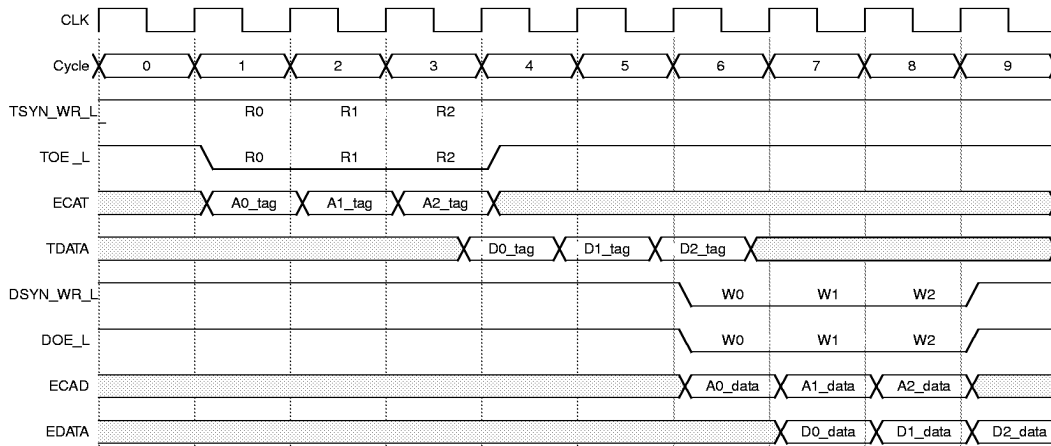 CLK
Cycle 0 1 2 3 4 5 6 7 8 9
TSYN_WR_L_ R0 R1 R2
TOE_L R0 R1 R2
ECAT A0_tag A1_tag A2_tag
TDATA D0_tag D1_tag D2_tag
DSYN_WR_L W0 W1 W2
DOE_L W0 W1 W2
ECAD A0_data A1_data A2_data
EDATA D0_data D1_data D2_data